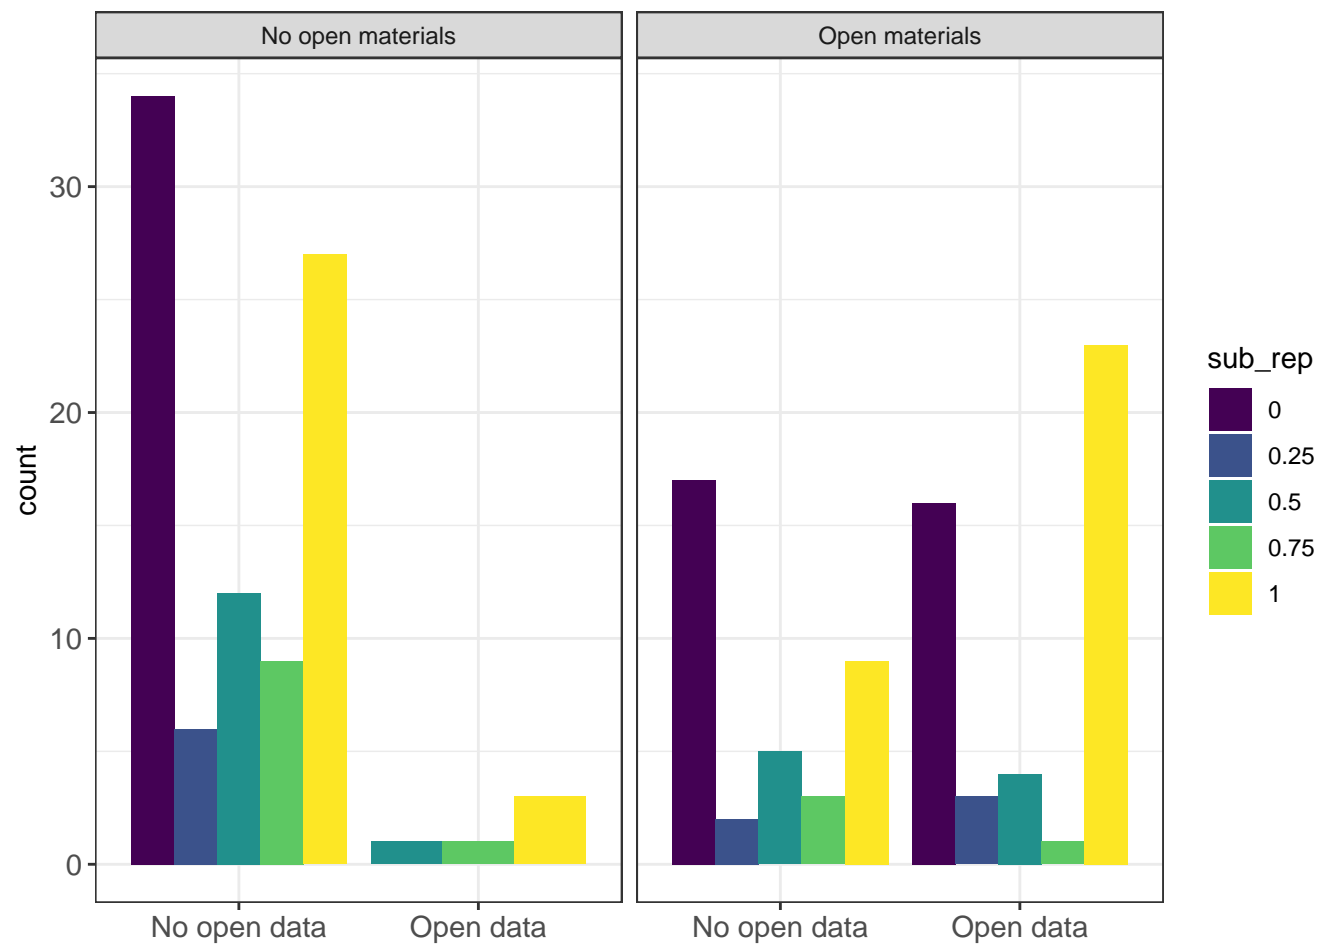 No open materials
Open materials
30
20
10
0
count
No open data
Open data
No open data
Open data
sub_rep
0
0.25
0.5
0.75
1